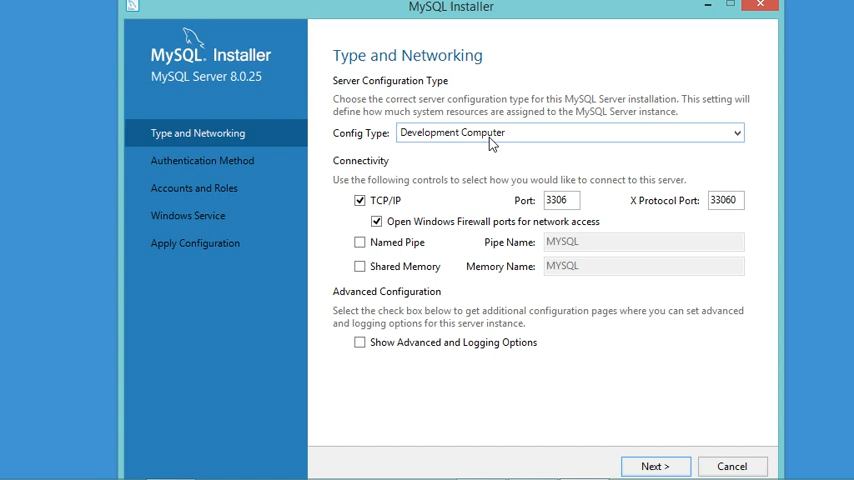 MySQL Installer
MySQL. Installer
MySQL Server 8.0.25
Type and Networking
Authentication Method
Accounts and Roles
Windows Service
Apply Configuration
Type and Networking
Server Configuration Type
Choose the correct server configuration type for this MySQL Server installation. This setting will
define how much system resources are assigned to the MySQL Server instance.
Config Type: Development Computer
Connectivity
Use the following controls to select how you would like to connect to this server.
TCP/IP Port: 3306 X Protocol Port: 33060
Open Windows Firewall ports for network access
Named Pipe Pipe Name: MYSQL
Shared Memory Memory Name: MYSQL
Advanced Configuration
Select the check box below to get additional configuration pages where you can set advanced
and logging options for this server instance.
Show Advanced and Logging Options
Next > Cancel